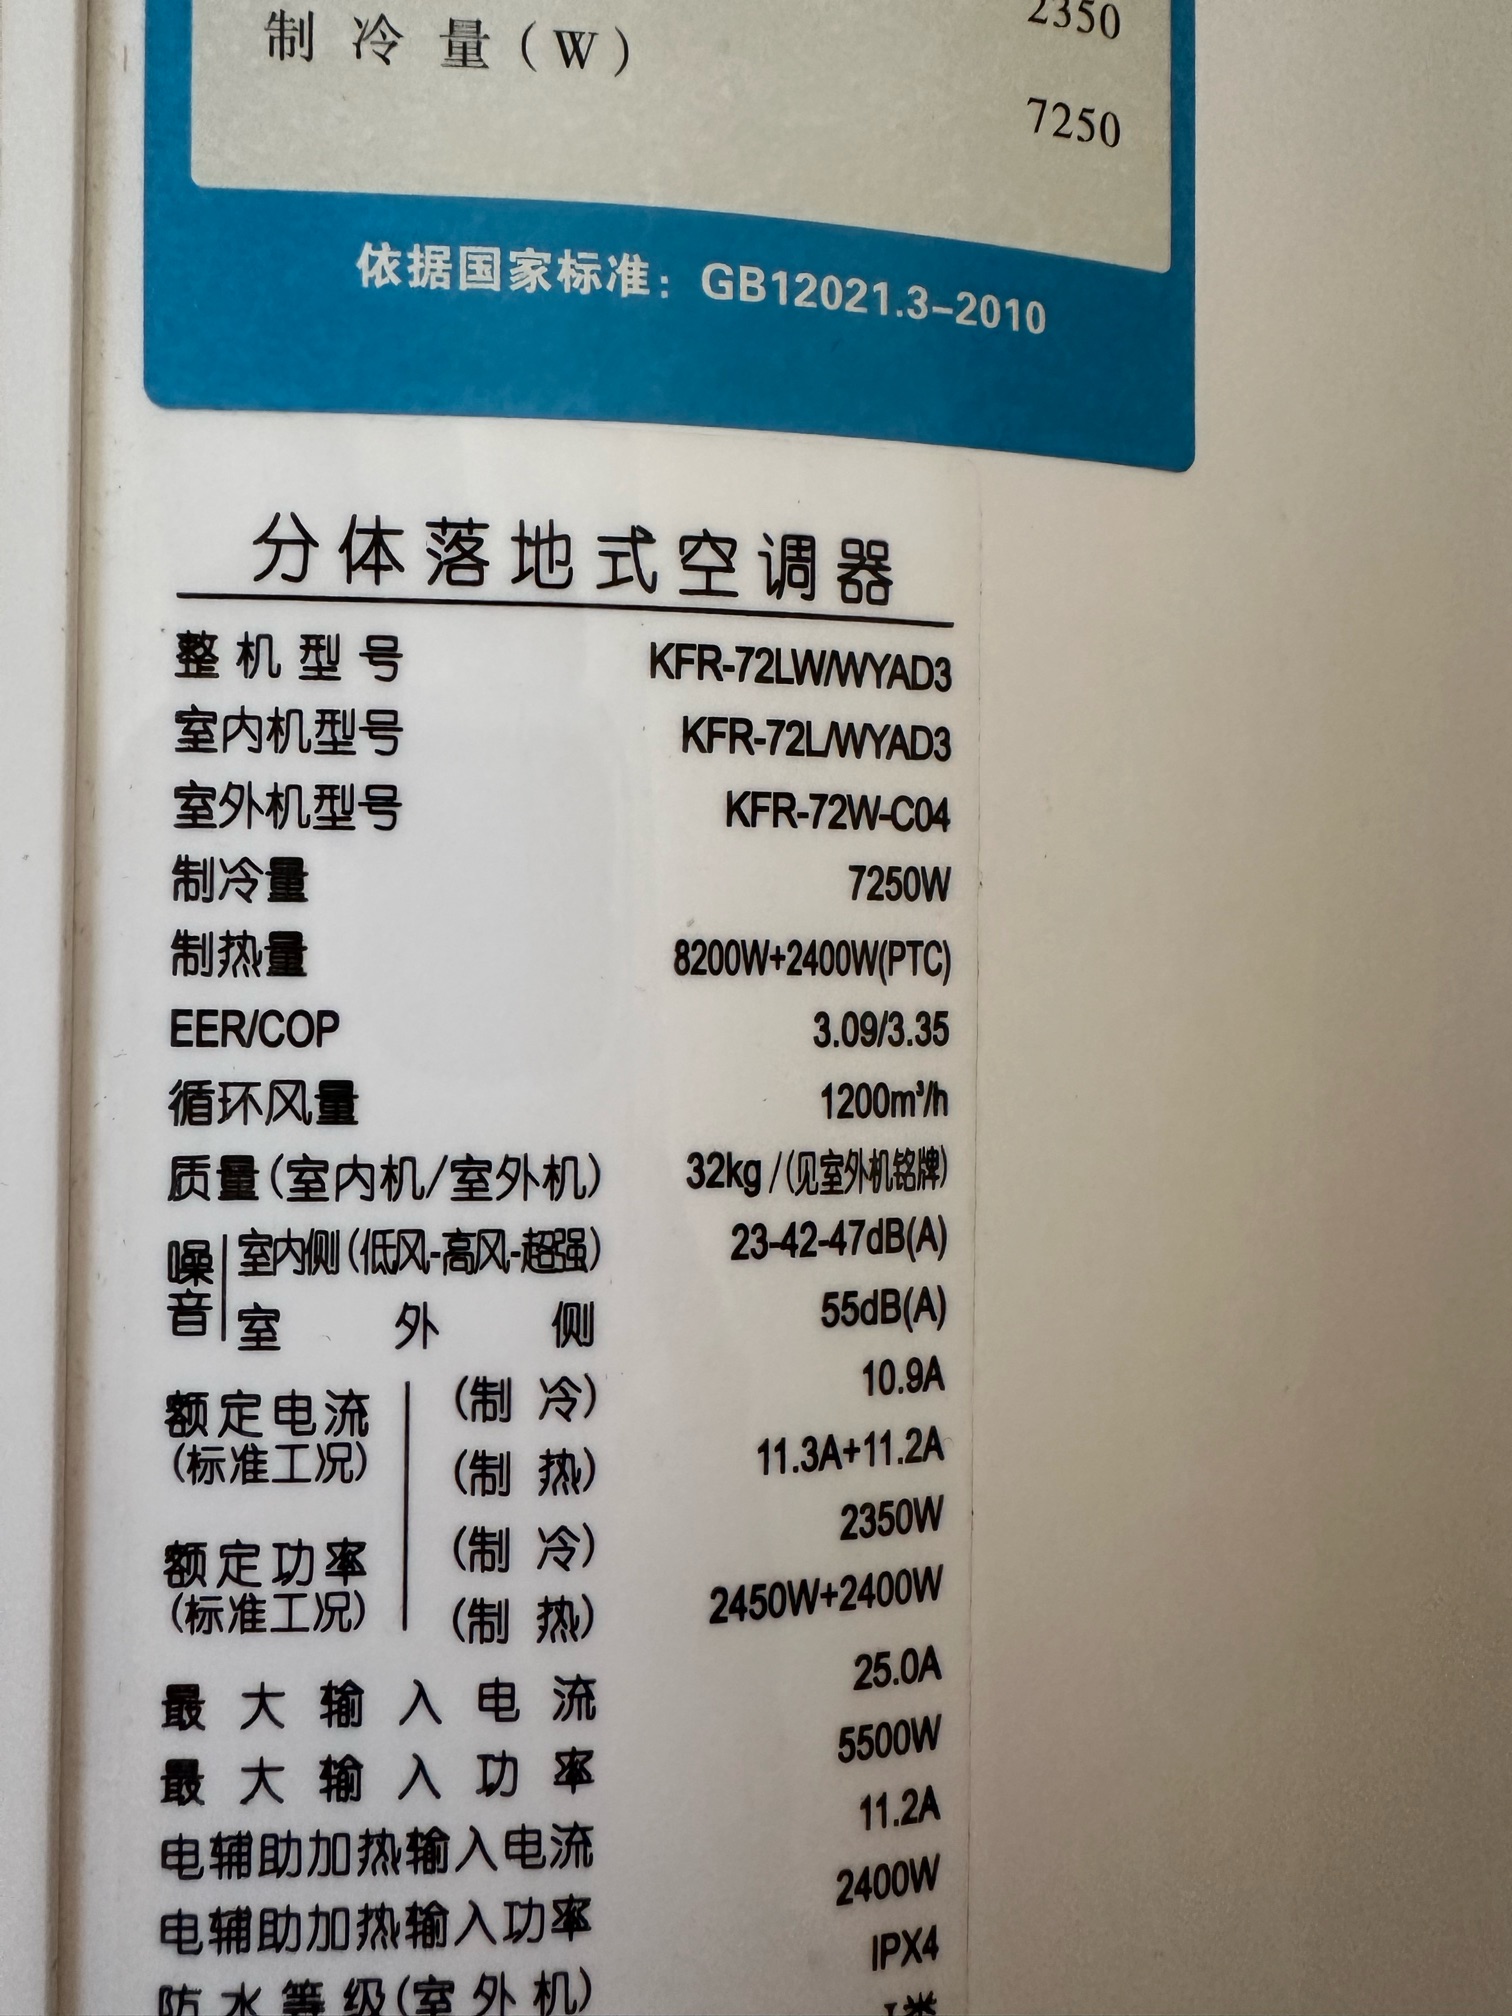 2350
制冷量(W)
7250
依据国家标准：GB12021.3-2010
分体落地式空调器
整机型号 KFR-72LW/WYAD3
室内机型号 KFR-72L/WYAD3
室外机型号 KFR-72W-C04
制冷量 7250W
制热量 8200W+2400W(PTC)
EER/COP 3.09/3.35
循环风量 1200m³/h
质量(室内机/室外机) 32kg/(见室外机铭牌)
噪音 室内侧(低风-高风-超强) 23-42-47dB(A)
室外侧 55dB(A)
额定电流(标准工况) (制冷) 10.9A
(制热) 11.3A+11.2A
额定功率(标准工况) (制冷) 2350W
(制热) 2450W+2400W
最大输入电流 25.0A
最大输入功率 5500W
电辅助加热输入电流 11.2A
电辅助加热输入功率 2400W
防水等级(室外机) IPX4
I类